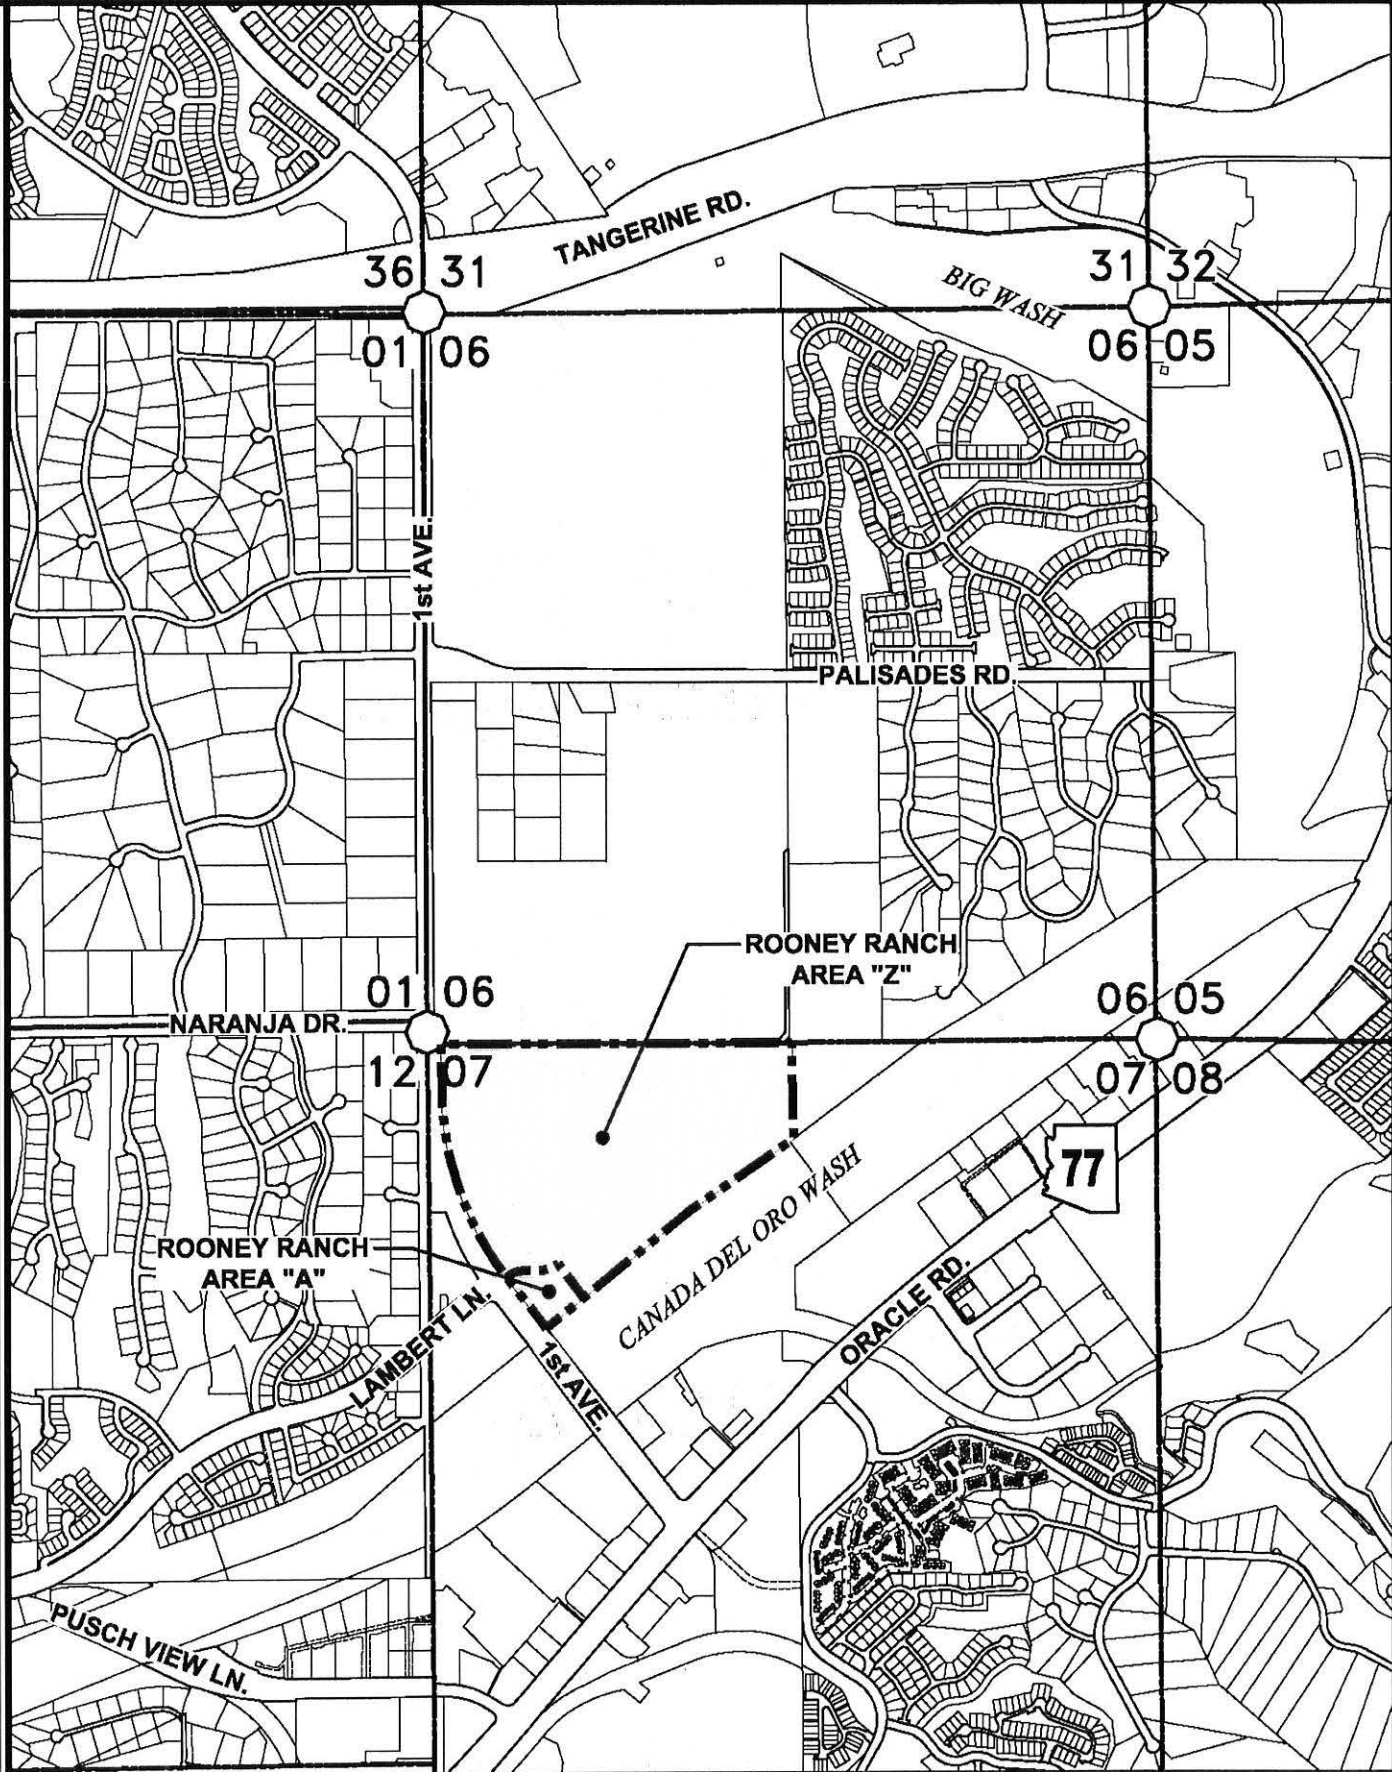 TANGERINE RD.
36 31
31 32
BIG WASH
01 06
06 05
1st AVE.
PALISADES RD.
ROONEY RANCH
AREA "Z"
01 06
06 05
NARANJA DR.
12 07
07 08
77
CANADA DEL ORO WASH
ROONEY RANCH
AREA "A"
LAMBERT LN.
ORACLE RD.
1st AVE.
PUSCH VIEW LN.